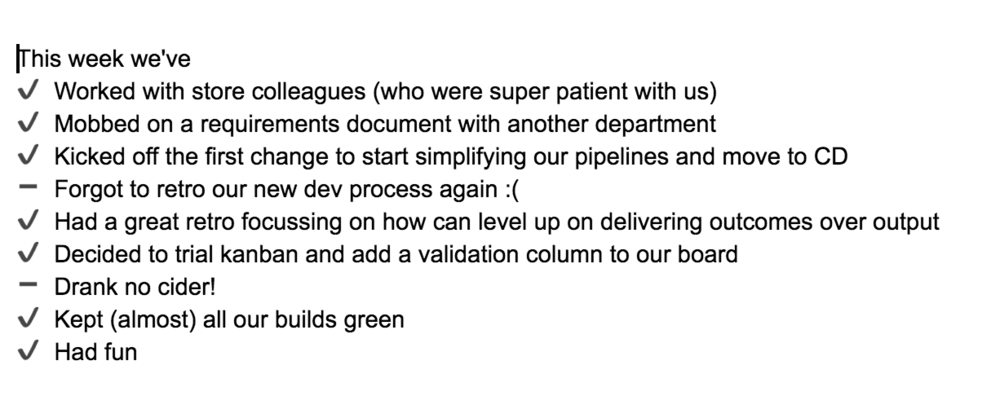 This week we've
✓ Worked with store colleagues (who were super patient with us)
✓ Mobbed on a requirements document with another department
✓ Kicked off the first change to start simplifying our pipelines and move to CD
– Forgot to retro our new dev process again :(
✓ Had a great retro focussing on how can level up on delivering outcomes over output
✓ Decided to trial kanban and add a validation column to our board
– Drank no cider!
✓ Kept (almost) all our builds green
✓ Had fun